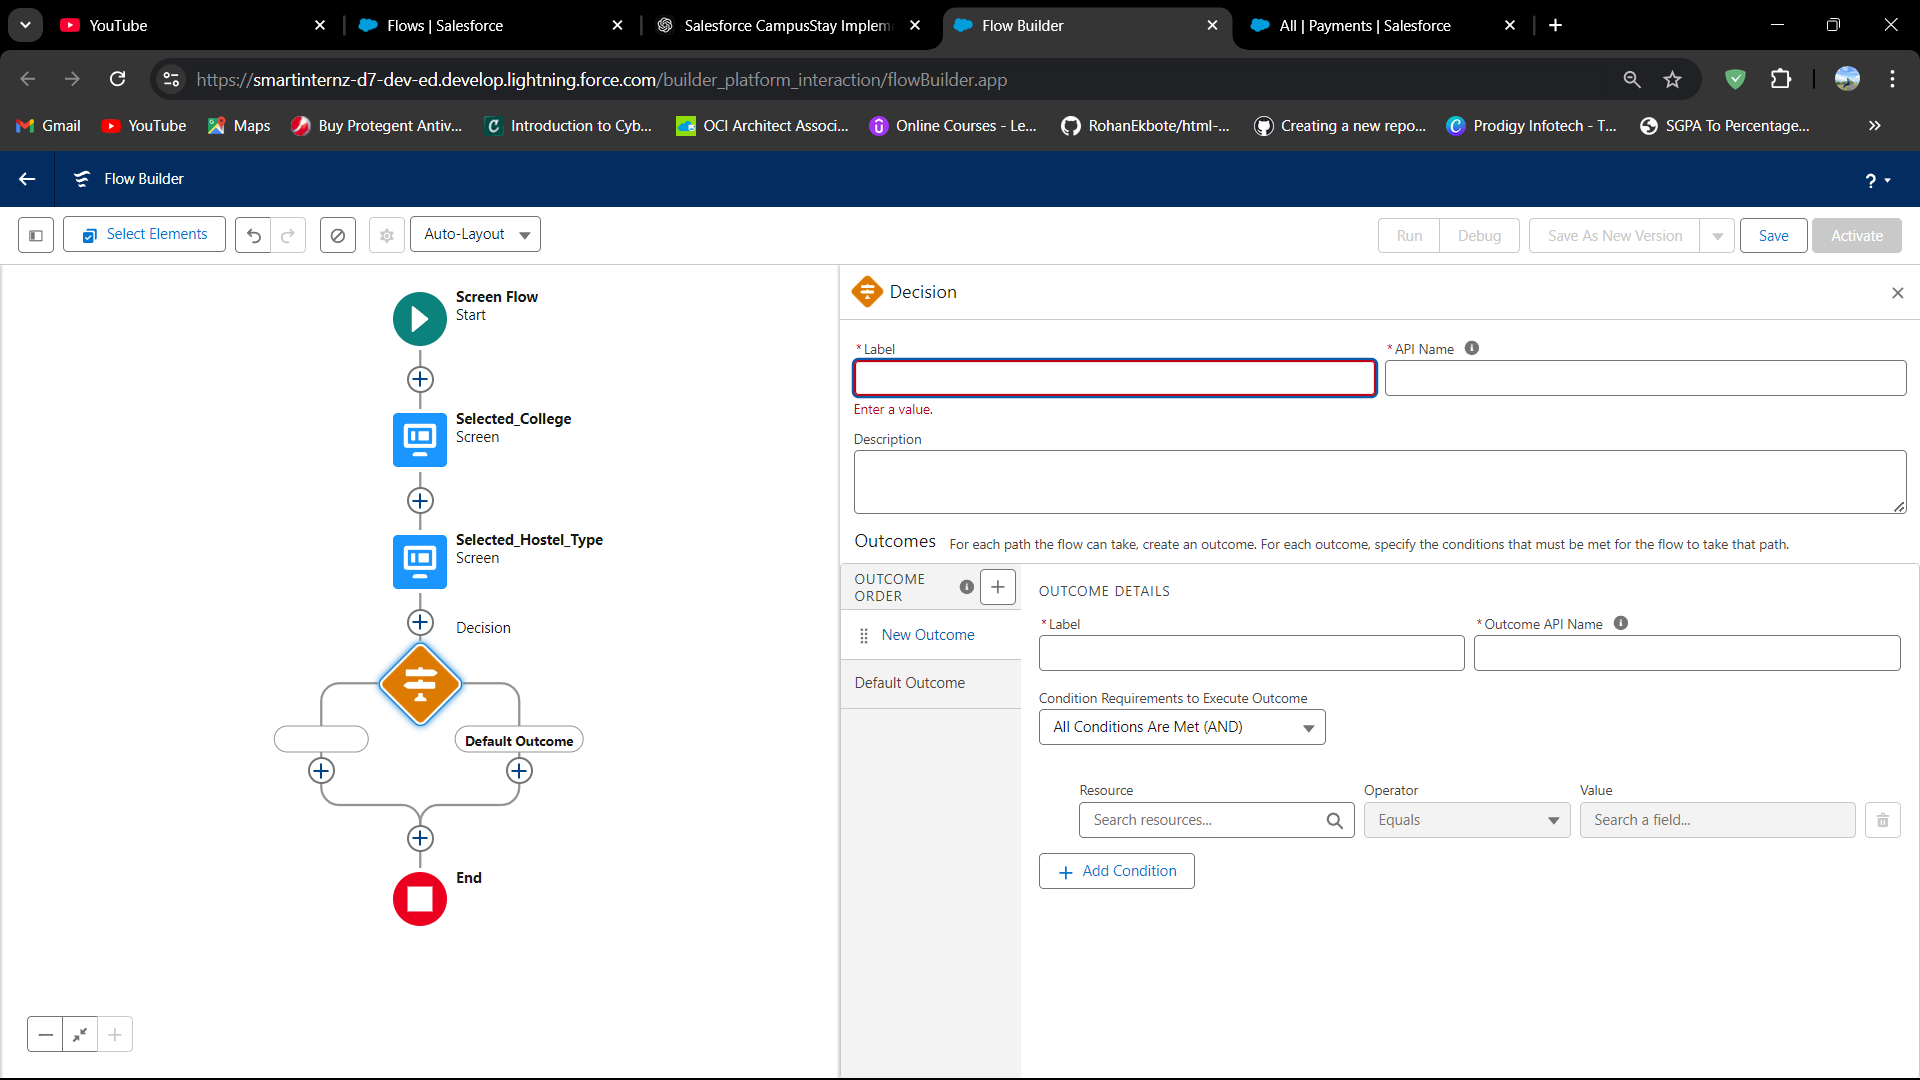 YouTube
Flows | Salesforce
Salesforce CampusStay Implem
Flow Builder
All | Payments | Salesforce
https://smartinternz-d7-dev-ed.develop.lightning.force.com/builder_platform_interaction/flowBuilder.app
Gmail
YouTube
Maps
Buy Protegent Antiv...
Introduction to Cyb...
OCI Architect Associ...
Online Courses - Le...
RohanEkbote/html-...
Creating a new repo...
Prodigy Infotech - T...
SGPA To Percentage...
Flow Builder
?
Select Elements
Auto-Layout
Run
Debug
Save As New Version
Save
Activate
Screen Flow
Start
Selected_College
Screen
Selected_Hostel_Type
Screen
Decision
Default Outcome
End
Decision
* Label
* API Name
Enter a value.
Description
Outcomes For each path the flow can take, create an outcome. For each outcome, specify the conditions that must be met for the flow to take that path.
OUTCOME
ORDER
New Outcome
Default Outcome
OUTCOME DETAILS
* Label
* Outcome API Name
Condition Requirements to Execute Outcome
All Conditions Are Met (AND)
Resource
Operator
Value
Search resources...
Equals
Search a field...
Add Condition